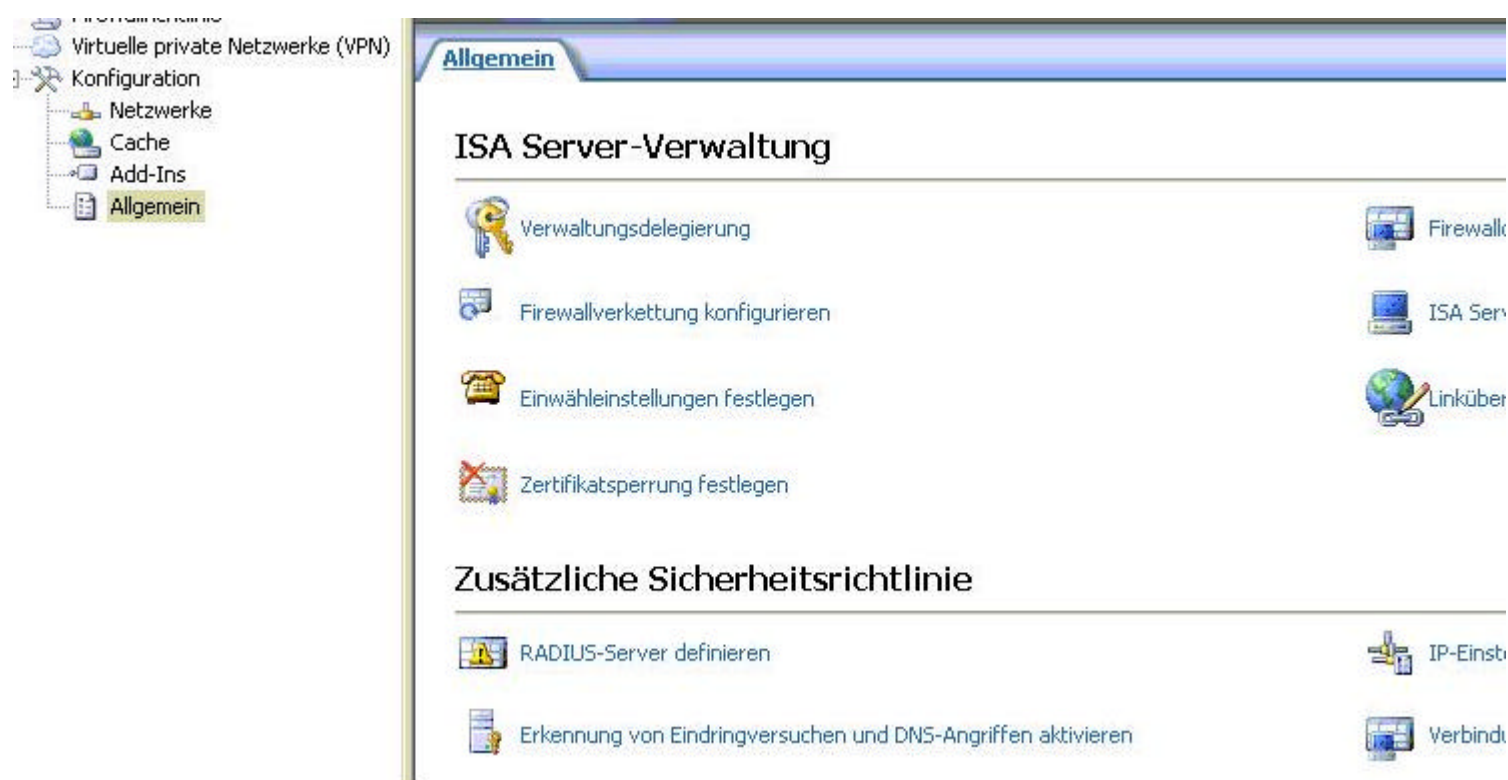 Virtuelle private Netzwerke (VPN)
Konfiguration
Netzwerke
Cache
Add-Ins
Allgemein
Allgemein
ISA Server-Verwaltung
Verwaltungsdelegierung
Firewallverkettung konfigurieren
ISA
Einwähleinstellungen festlegen
Zertifikatsperrung festlegen
Zusätzliche Sicherheitsrichtlinie
RADIUS-Server definieren
Erkennung von Eindringversuchen und DNS-Angriffen aktivieren